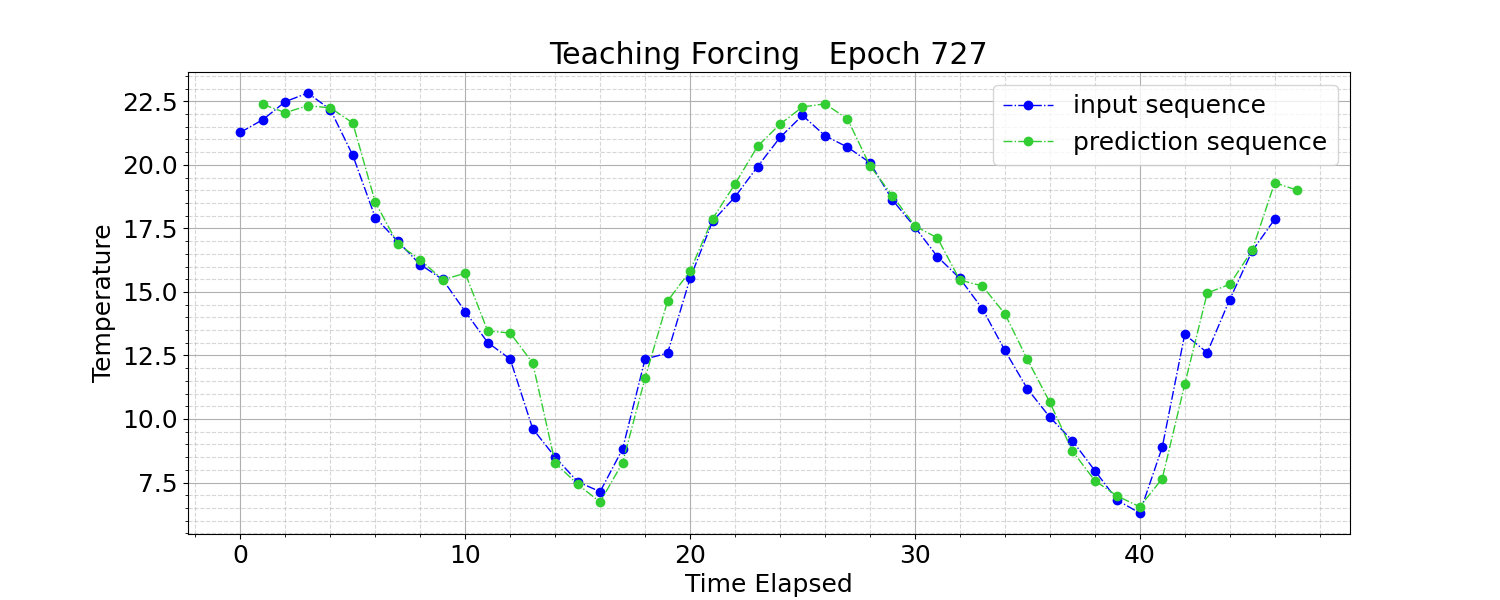 Teaching Forcing   Epoch 727
input sequence
prediction sequence
Temperature
22.5
20.0
17.5
15.0
12.5
10.0
7.5
0 10 20 30 40
Time Elapsed